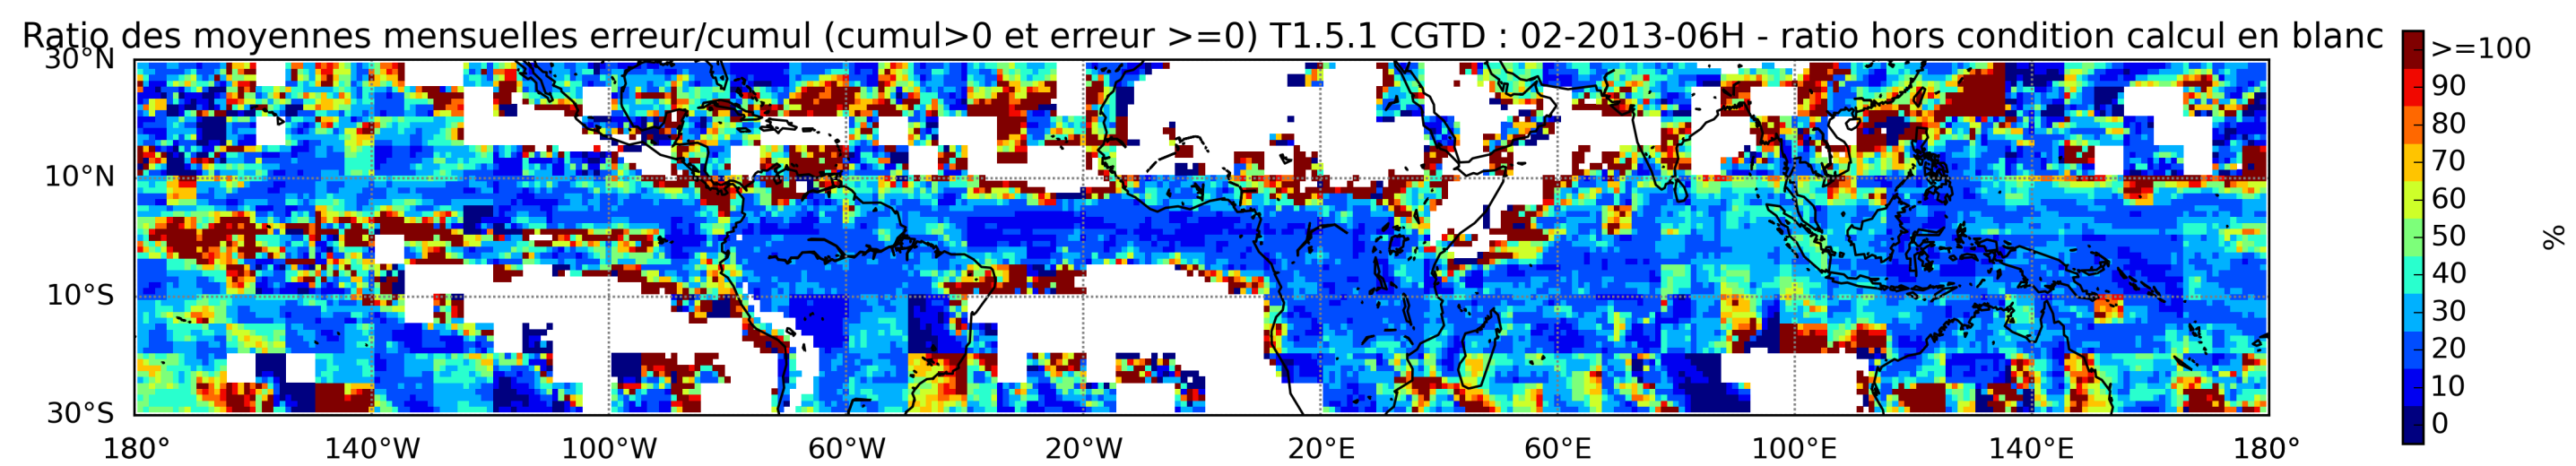 Ratio des moyennes mensuelles erreur/cumul (cumul>0 et erreur >=0) T1.5.1 CGTD : 02-2013-06H - ratio hors condition calcul en blanc
30°N
10°N
10°S
30°S
180°
140°W
100°W
60°W
20°W
20°E
60°E
100°E
140°E
180°
>=100
90
80
70
60
50
40
30
20
10
0
%